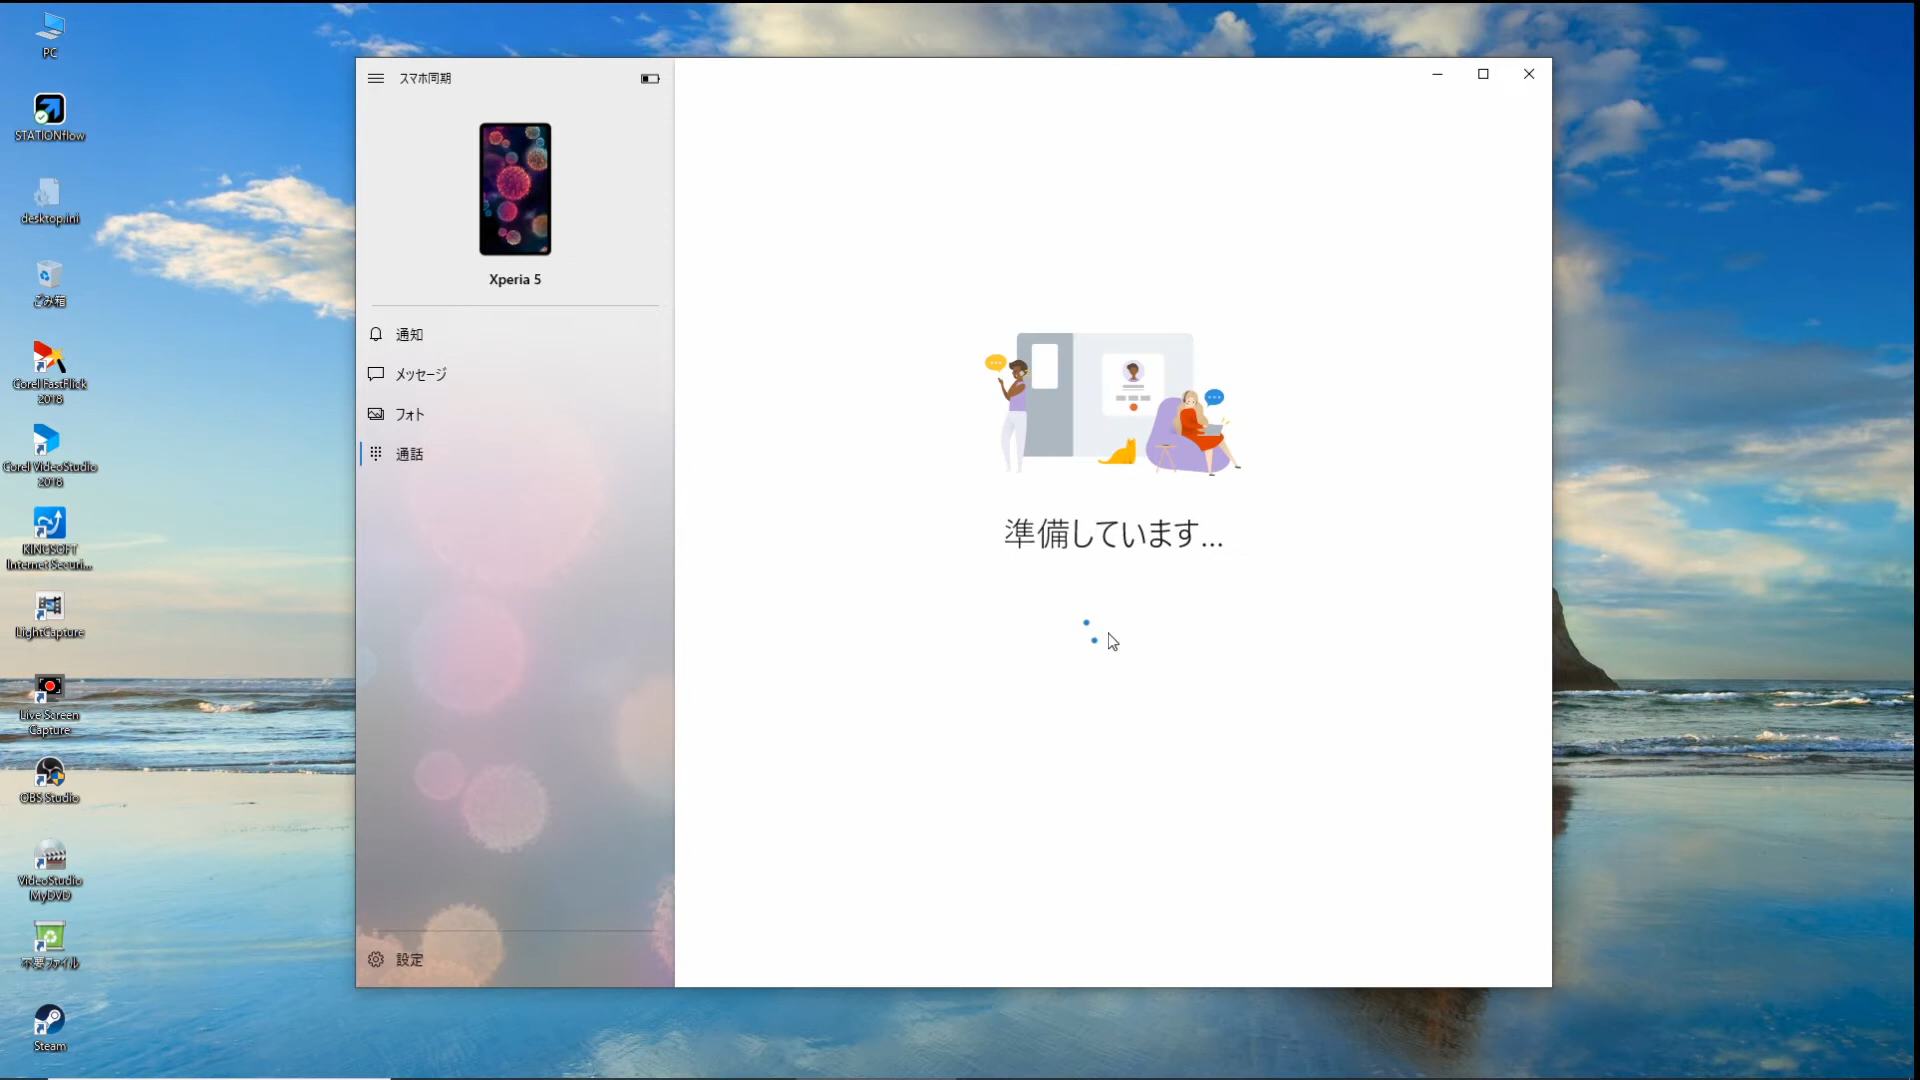 PC
STATIONflow
desktop.ini
ごみ箱
Corel FastFlick
2018
Corel VideoStudio
2018
KINGSOFT
Internet Securi...
LightCapture
Live Screen
Capture
OBS Studio
VideoStudio
MyDVD
不要ファイル
Steam
スマホ同期
Xperia 5
通知
メッセージ
フォト
通話
設定
準備しています...